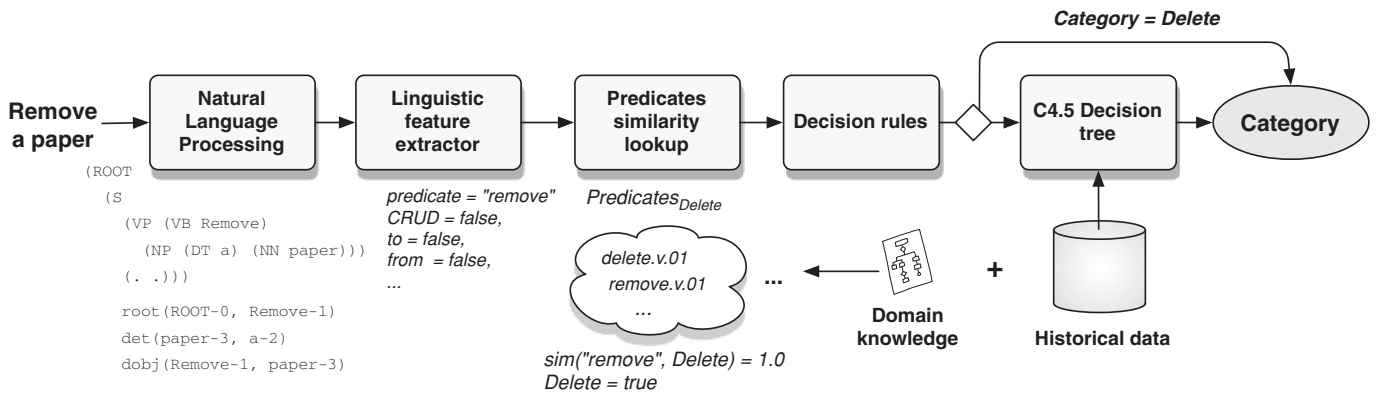 Category = Delete
Remove
a paper
Natural
Language
Processing
Linguistic
feature
extractor
Predicates
similarity
lookup
Decision rules
C4.5 Decision
tree
Category
(ROOT
(S
(VP (VB Remove)
(NP (DT a) (NN paper)))
(. .)))
root(ROOT-0, Remove-1)
det(paper-3, a-2)
dobj(Remove-1, paper-3)
predicate = "remove"
CRUD = false,
to = false,
from = false,
...
Predicates_Delete
delete.v.01
remove.v.01
...
...
sim("remove", Delete) = 1.0
Delete = true
Domain
knowledge
+
Historical data